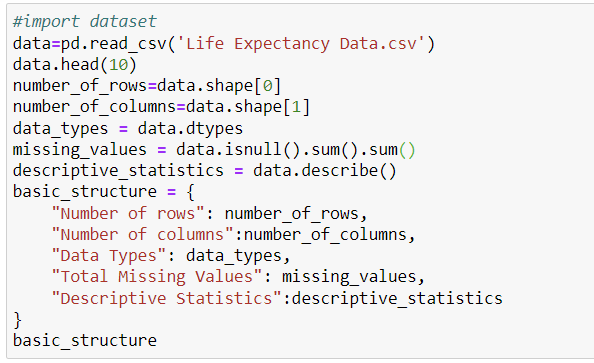 #import dataset
data=pd.read_csv('Life Expectancy Data.csv')
data.head(10)
number_of_rows=data.shape[0]
number_of_columns=data.shape[1]
data_types = data.dtypes
missing_values = data.isnull().sum().sum()
descriptive_statistics = data.describe()
basic_structure = {
    "Number of rows": number_of_rows,
    "Number of columns":number_of_columns,
    "Data Types": data_types,
    "Total Missing Values": missing_values,
    "Descriptive Statistics":descriptive_statistics
}
basic_structure